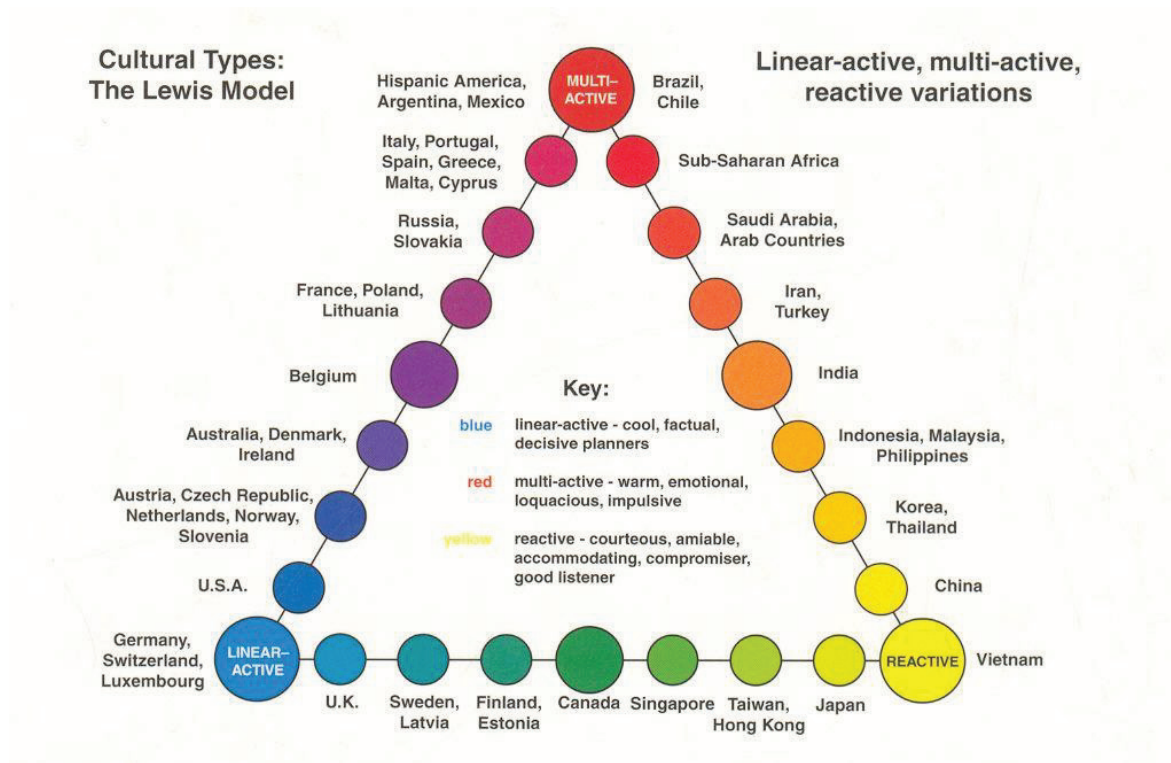 Cultural Types:
The Lewis Model
Linear-active, multi-active,
reactive variations
Hispanic America,
Argentina, Mexico
MULTI–
ACTIVE
Brazil,
Chile
Italy, Portugal,
Spain, Greece,
Malta, Cyprus
Sub-Saharan Africa
Russia,
Slovakia
Saudi Arabia,
Arab Countries
France, Poland,
Lithuania
Iran,
Turkey
Belgium
India
Key:
blue linear-active - cool, factual,
decisive planners
red multi-active - warm, emotional,
loquacious, impulsive
yellow reactive - courteous, amiable,
accommodating, compromiser,
good listener
Australia, Denmark,
Ireland
Indonesia, Malaysia,
Philippines
Austria, Czech Republic,
Netherlands, Norway,
Slovenia
Korea,
Thailand
U.S.A.
China
Germany,
Switzerland,
Luxembourg
LINEAR–
ACTIVE
REACTIVE
Vietnam
U.K.
Sweden,
Latvia
Finland,
Estonia
Canada
Singapore
Taiwan,
Hong Kong
Japan